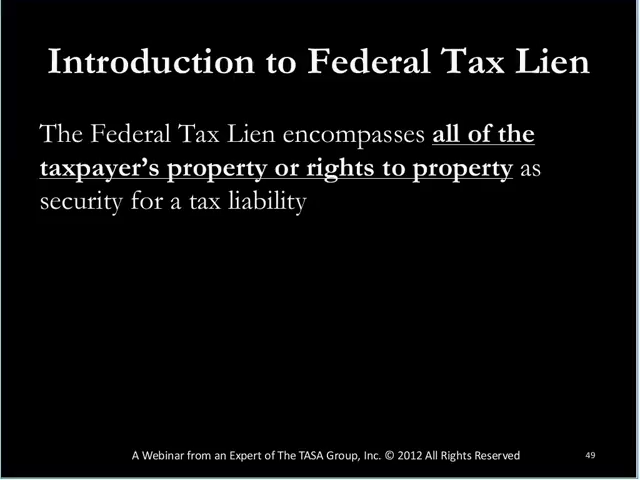 Introduction to Federal Tax Lien
The Federal Tax Lien encompasses all of the
taxpayer’s property or rights to property as
security for a tax liability
A Webinar from an Expert of The TASA Group, Inc. © 2012 All Rights Reserved
49